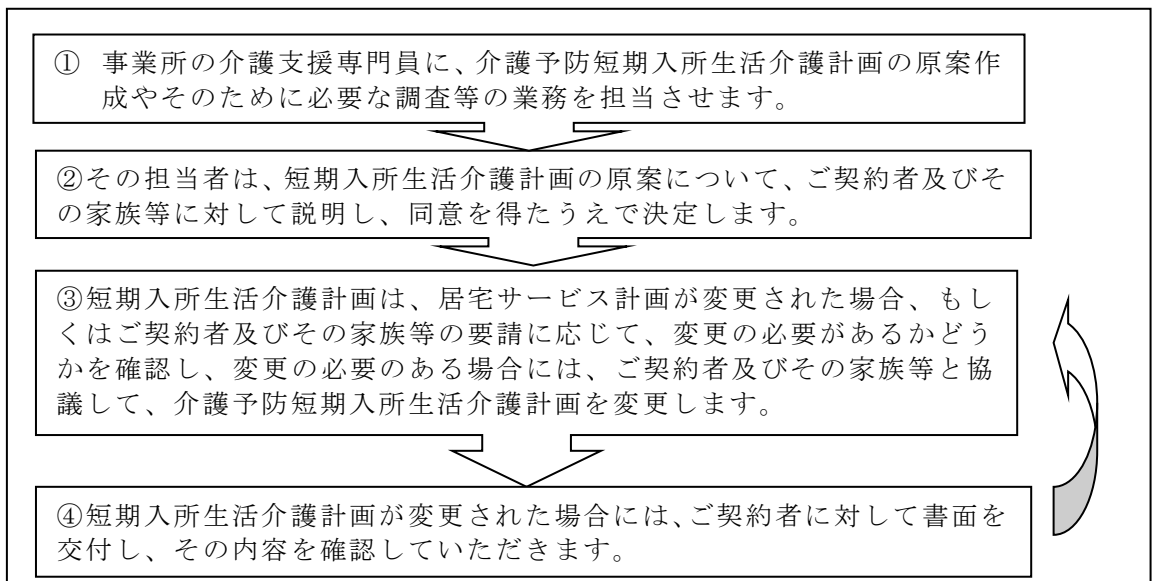 ① 事業所の介護支援専門員に、介護予防短期入所生活介護計画の原案作
成やそのために必要な調査等の業務を担当させます。
②その担当者は、短期入所生活介護計画の原案について、ご契約者及びそ
の家族等に対して説明し、同意を得たうえで決定します。
③短期入所生活介護計画は、居宅サービス計画が変更された場合、もし
くはご契約者及びその家族等の要請に応じて、変更の必要があるかどう
かを確認し、変更の必要のある場合には、ご契約者及びその家族等と協
議して、介護予防短期入所生活介護計画を変更します。
④短期入所生活介護計画が変更された場合には、ご契約者に対して書面を
交付し、その内容を確認していただきます。